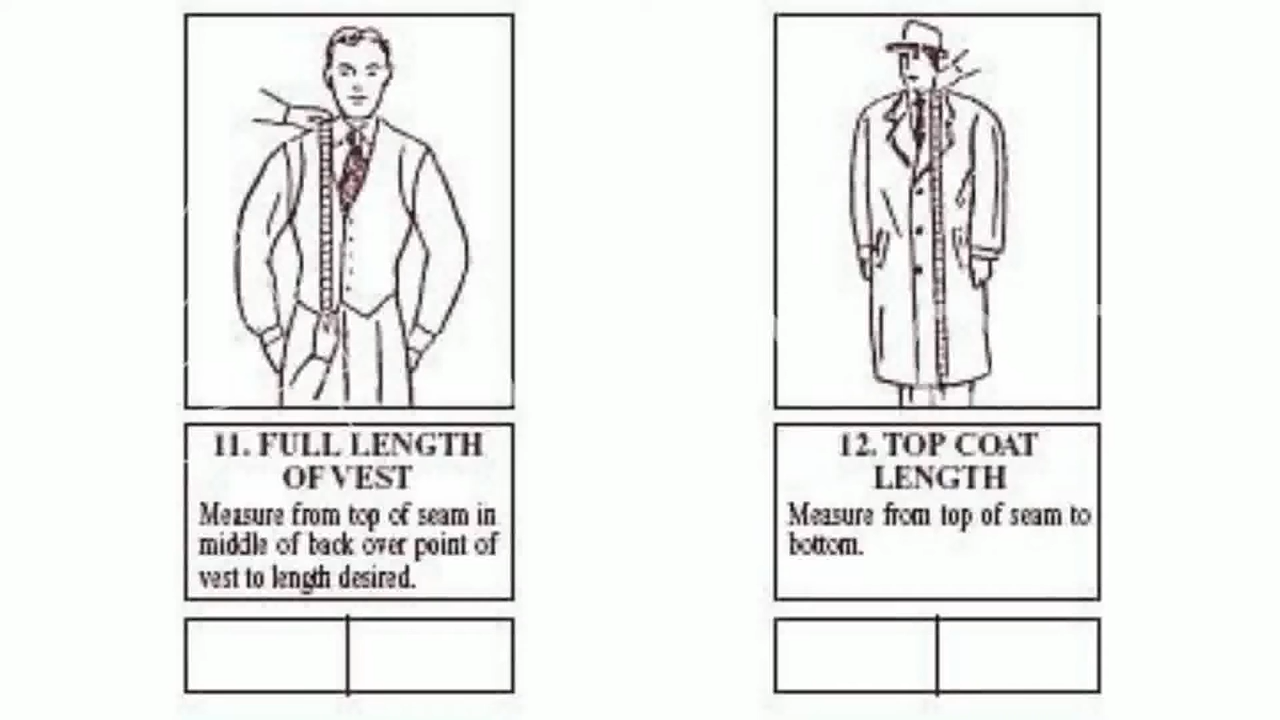 11. FULL LENGTH
OF VEST
Measure from top of seam in
middle of back over point of
vest to length desired.
12. TOP COAT
LENGTH
Measure from top of seam to
bottom.